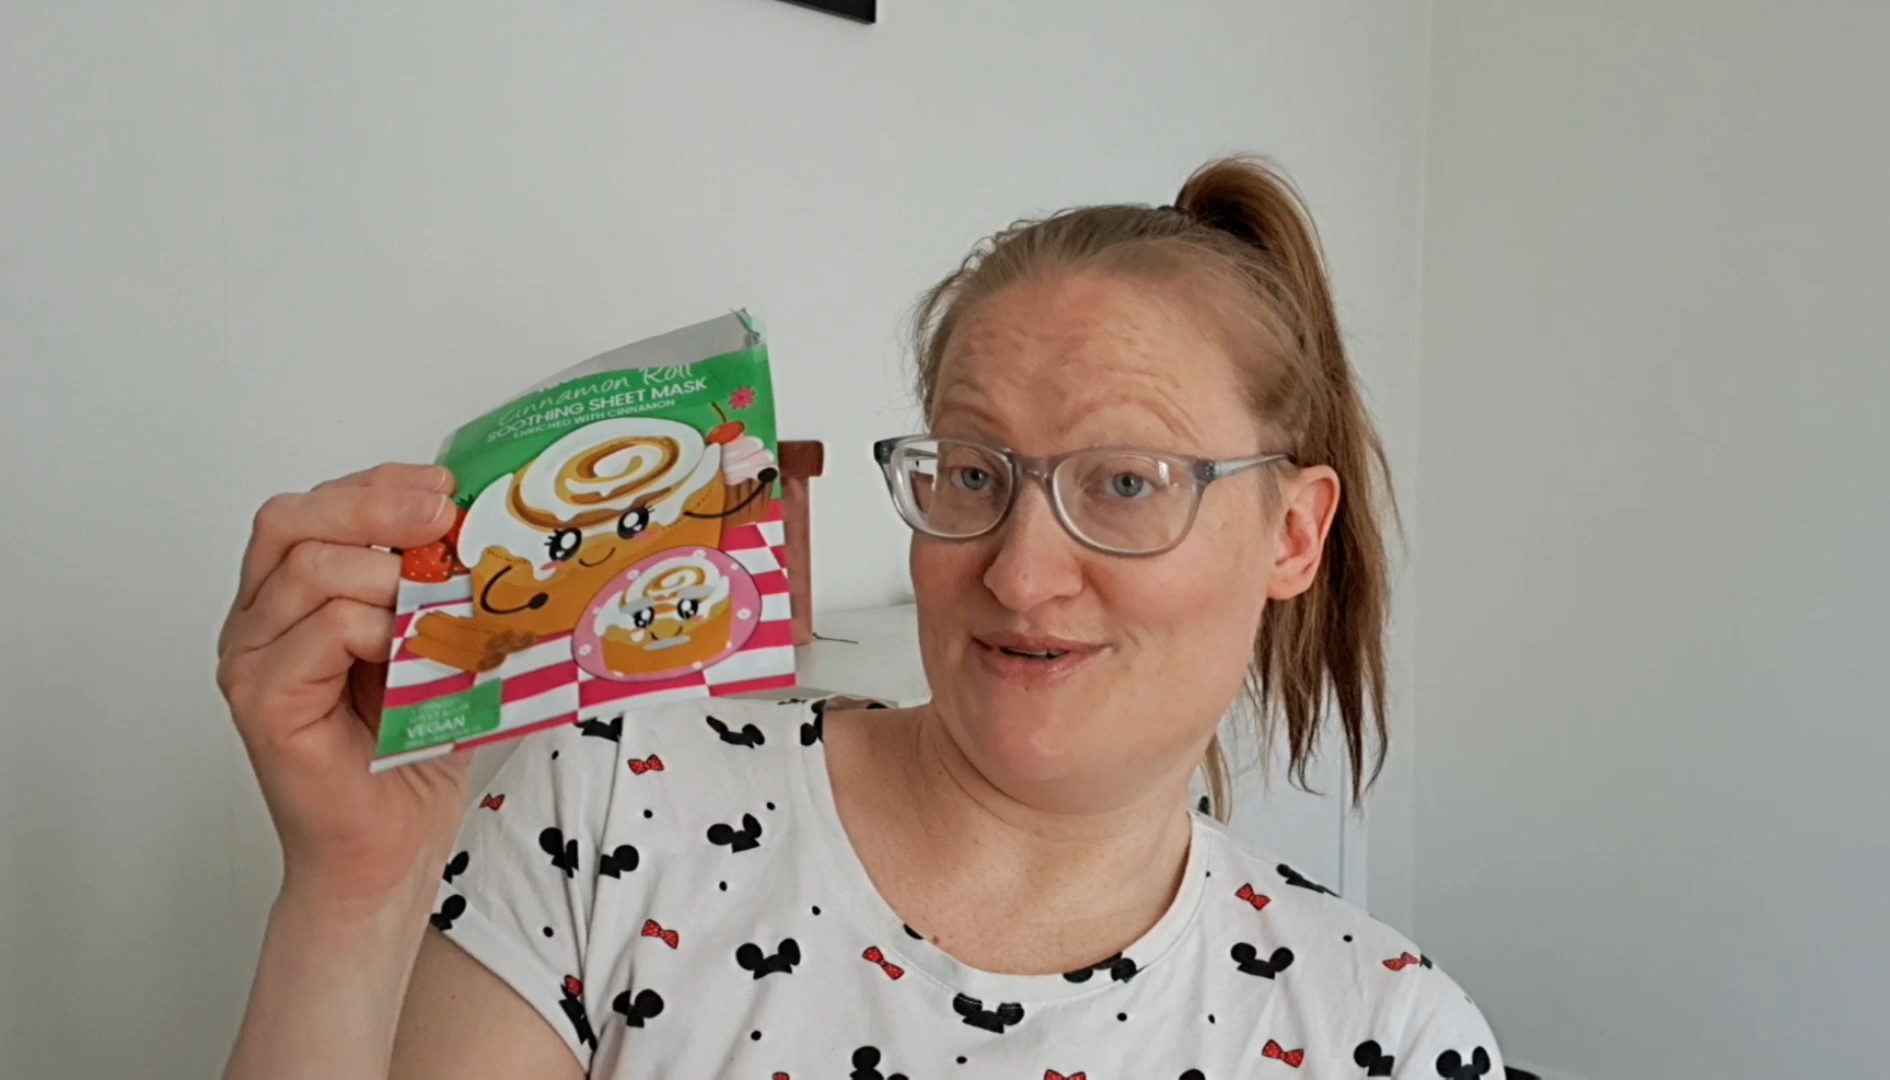 Cinnamon Roll
SOOTHING SHEET MASK
ENRICHED WITH CINNAMON
VEGAN